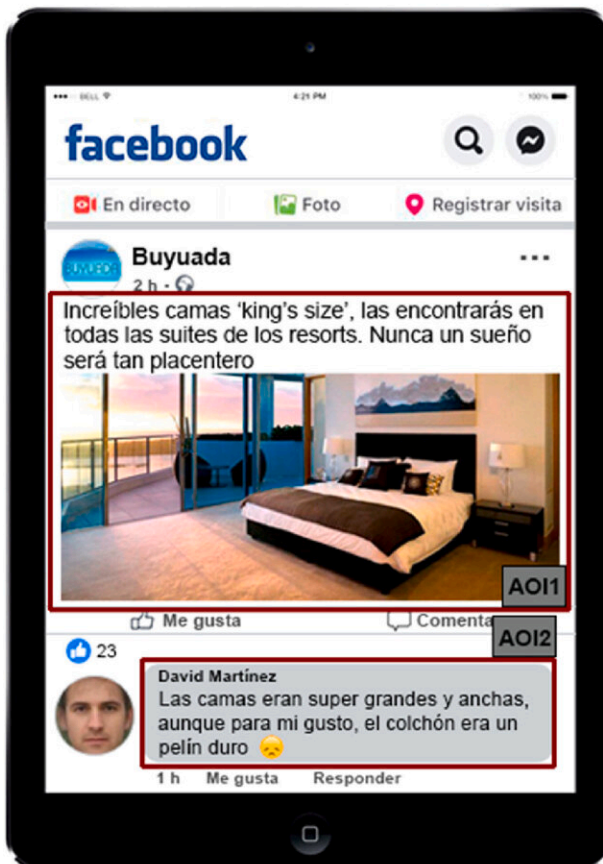 BELL 4:21 PM 100%
facebook
En directo Foto Registrar visita
BUYUADA
Buyuada
2 h ·
Increíbles camas ‘king’s size’, las encontrarás en
todas las suites de los resorts. Nunca un sueño
será tan placentero
AOI1
Me gusta Comenta
AOI2
23
David Martínez
Las camas eran super grandes y anchas,
aunque para mi gusto, el colchón era un
pelín duro 😞
1 h Me gusta Responder